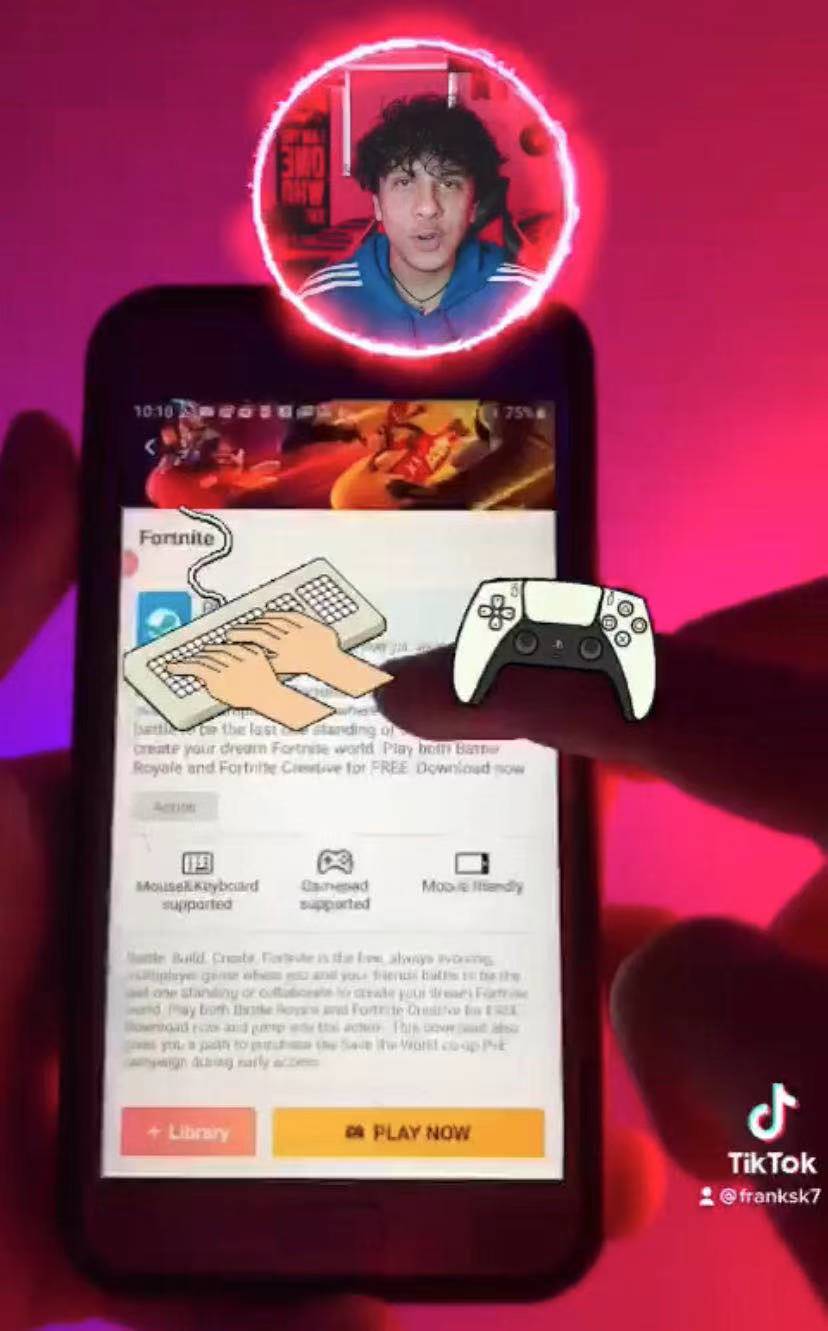 ONE
WHO
10:10
75%
Fortnite
battle to be the last one standing or
create your dream Fortnite world. Play both Battle
Royale and Fortnite Creative for FREE. Download now
Action
Mouse&Keyboard
supported
Gamepad
supported
Mobile friendly
Battle. Build. Create. Fortnite is the free, always evolving,
multiplayer game where you and your friends battle to be the
last one standing or collaborate to create your dream Fortnite
world. Play both Battle Royale and Fortnite Creative for FREE.
Download now and jump into the action. This download also
gives you a path to purchase the Save the World co-op PvE
campaign during early access
+ Library
PLAY NOW
TikTok
@franksk7